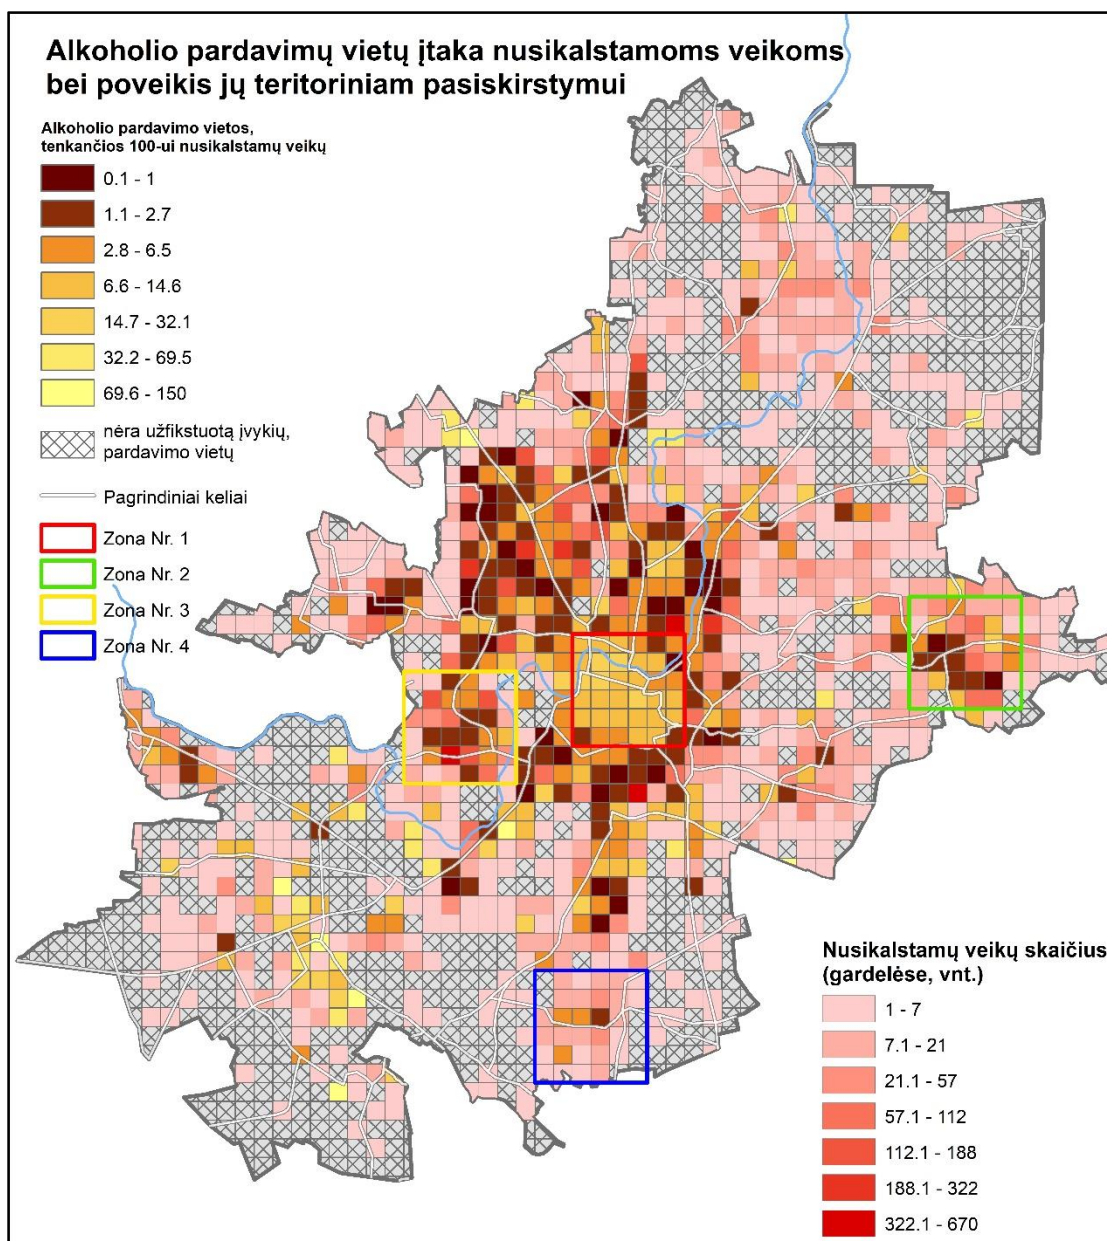 Alkoholio pardavimų vietų įtaka nusikalstamoms veikoms
bei poveikis jų teritoriniam pasiskirstymui
Alkoholio pardavimo vietos,
tenkančios 100-ui nusikalstamų veikų
0.1 - 1
1.1 - 2.7
2.8 - 6.5
6.6 - 14.6
14.7 - 32.1
32.2 - 69.5
69.6 - 150
nėra užfikstuotą įvykių,
pardavimo vietų
Pagrindiniai keliai
Zona Nr. 1
Zona Nr. 2
Zona Nr. 3
Zona Nr. 4
Nusikalstamų veikų skaičius
(gardelėse, vnt.)
1 - 7
7.1 - 21
21.1 - 57
57.1 - 112
112.1 - 188
188.1 - 322
322.1 - 670